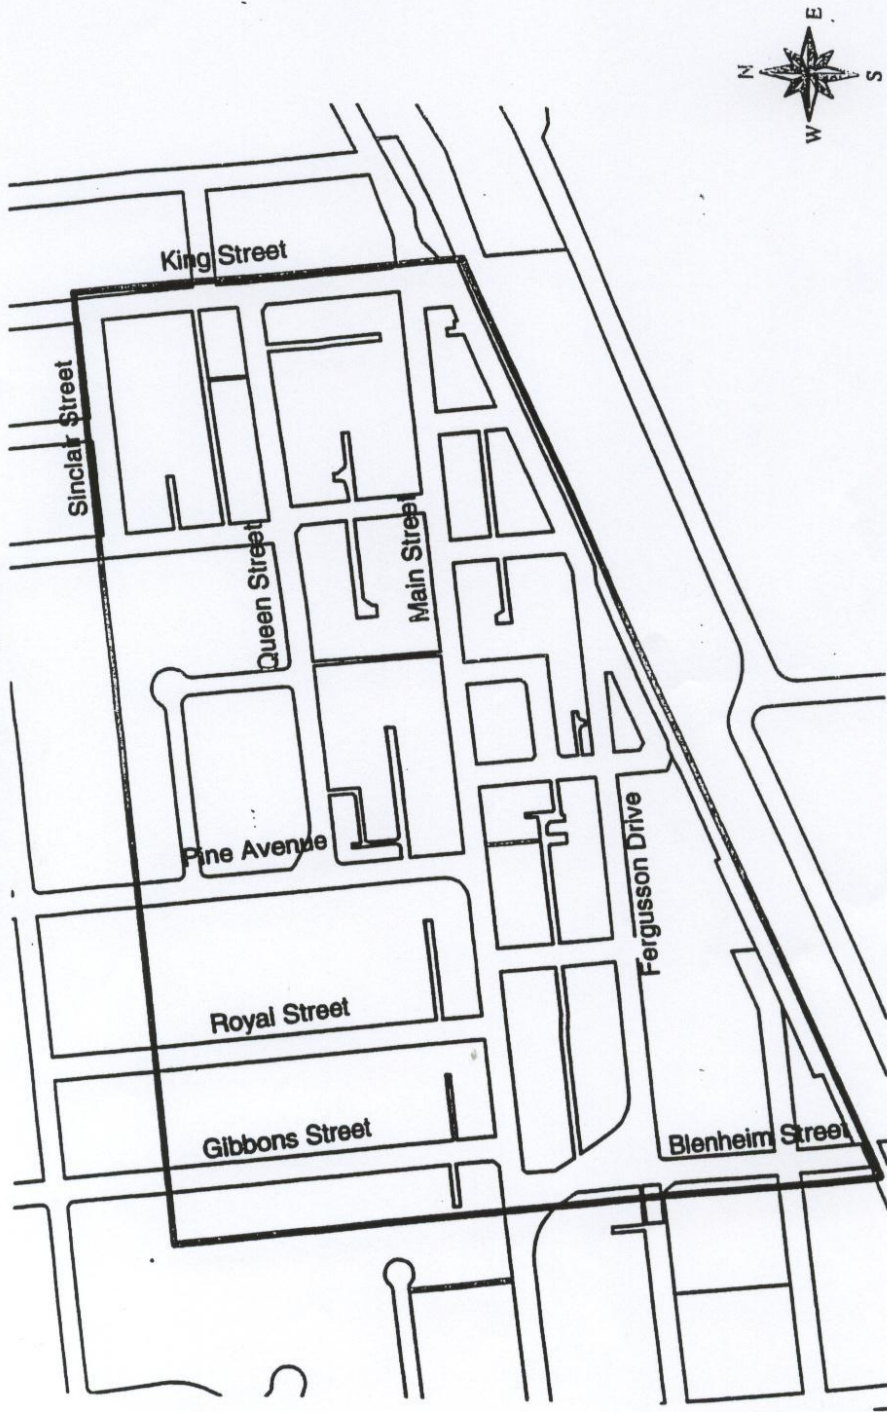 N
E
W
S
King Street
Sinclair Street
Queen Street
Main Street
Pine Avenue
Fergusson Drive
Royal Street
Gibbons Street
Blenheim Street